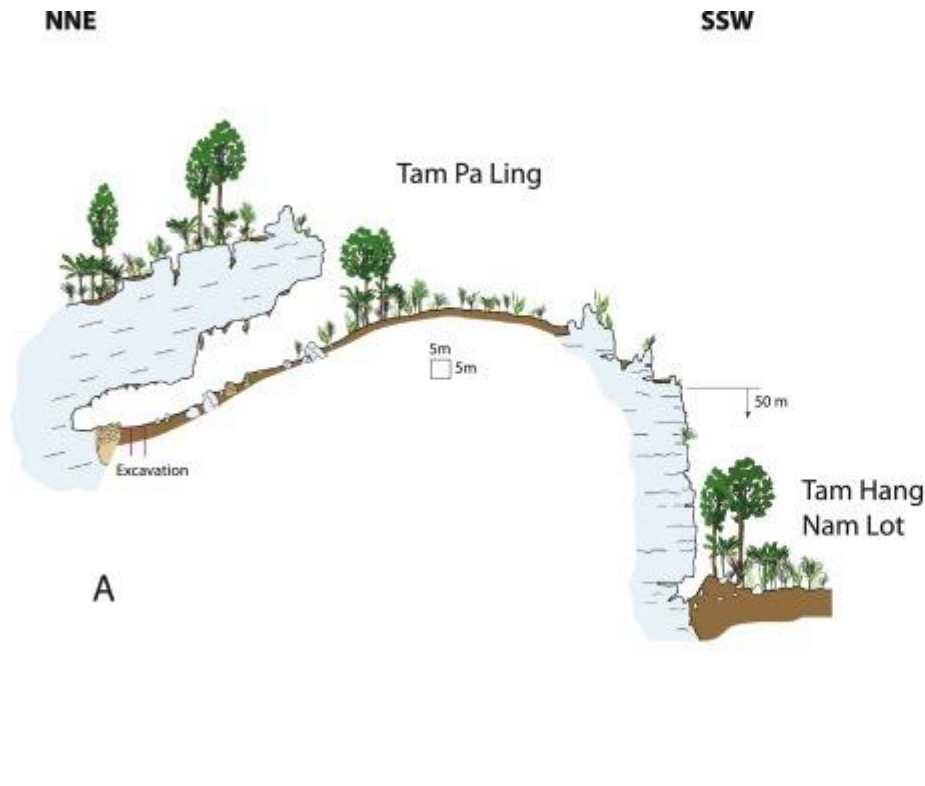 NNE
SSW
Tam Pa Ling
5m
5m
50 m
Excavation
Tam Hang
Nam Lot
A